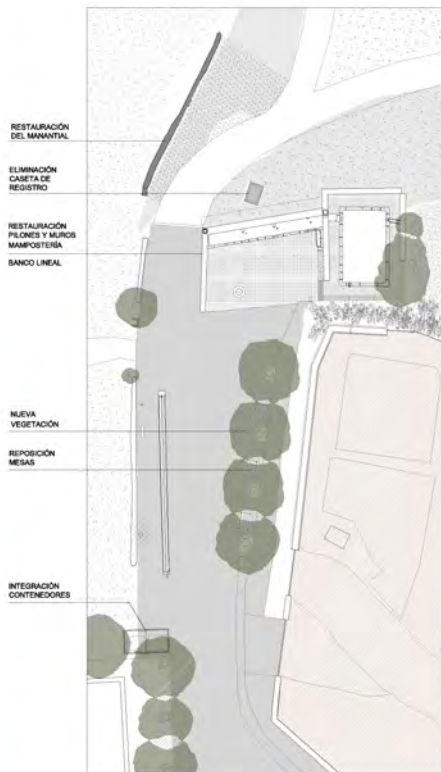 RESTAURACIÓN
DEL MANANTIAL
ELIMINACIÓN
CASETA DE
REGISTRO
RESTAURACIÓN
PILONES Y MUROS
MAMPOSTERÍA
BANCO LINEAL
NUEVA
VEGETACIÓN
REPOSICIÓN
MESAS
INTEGRACIÓN
CONTENEDORES